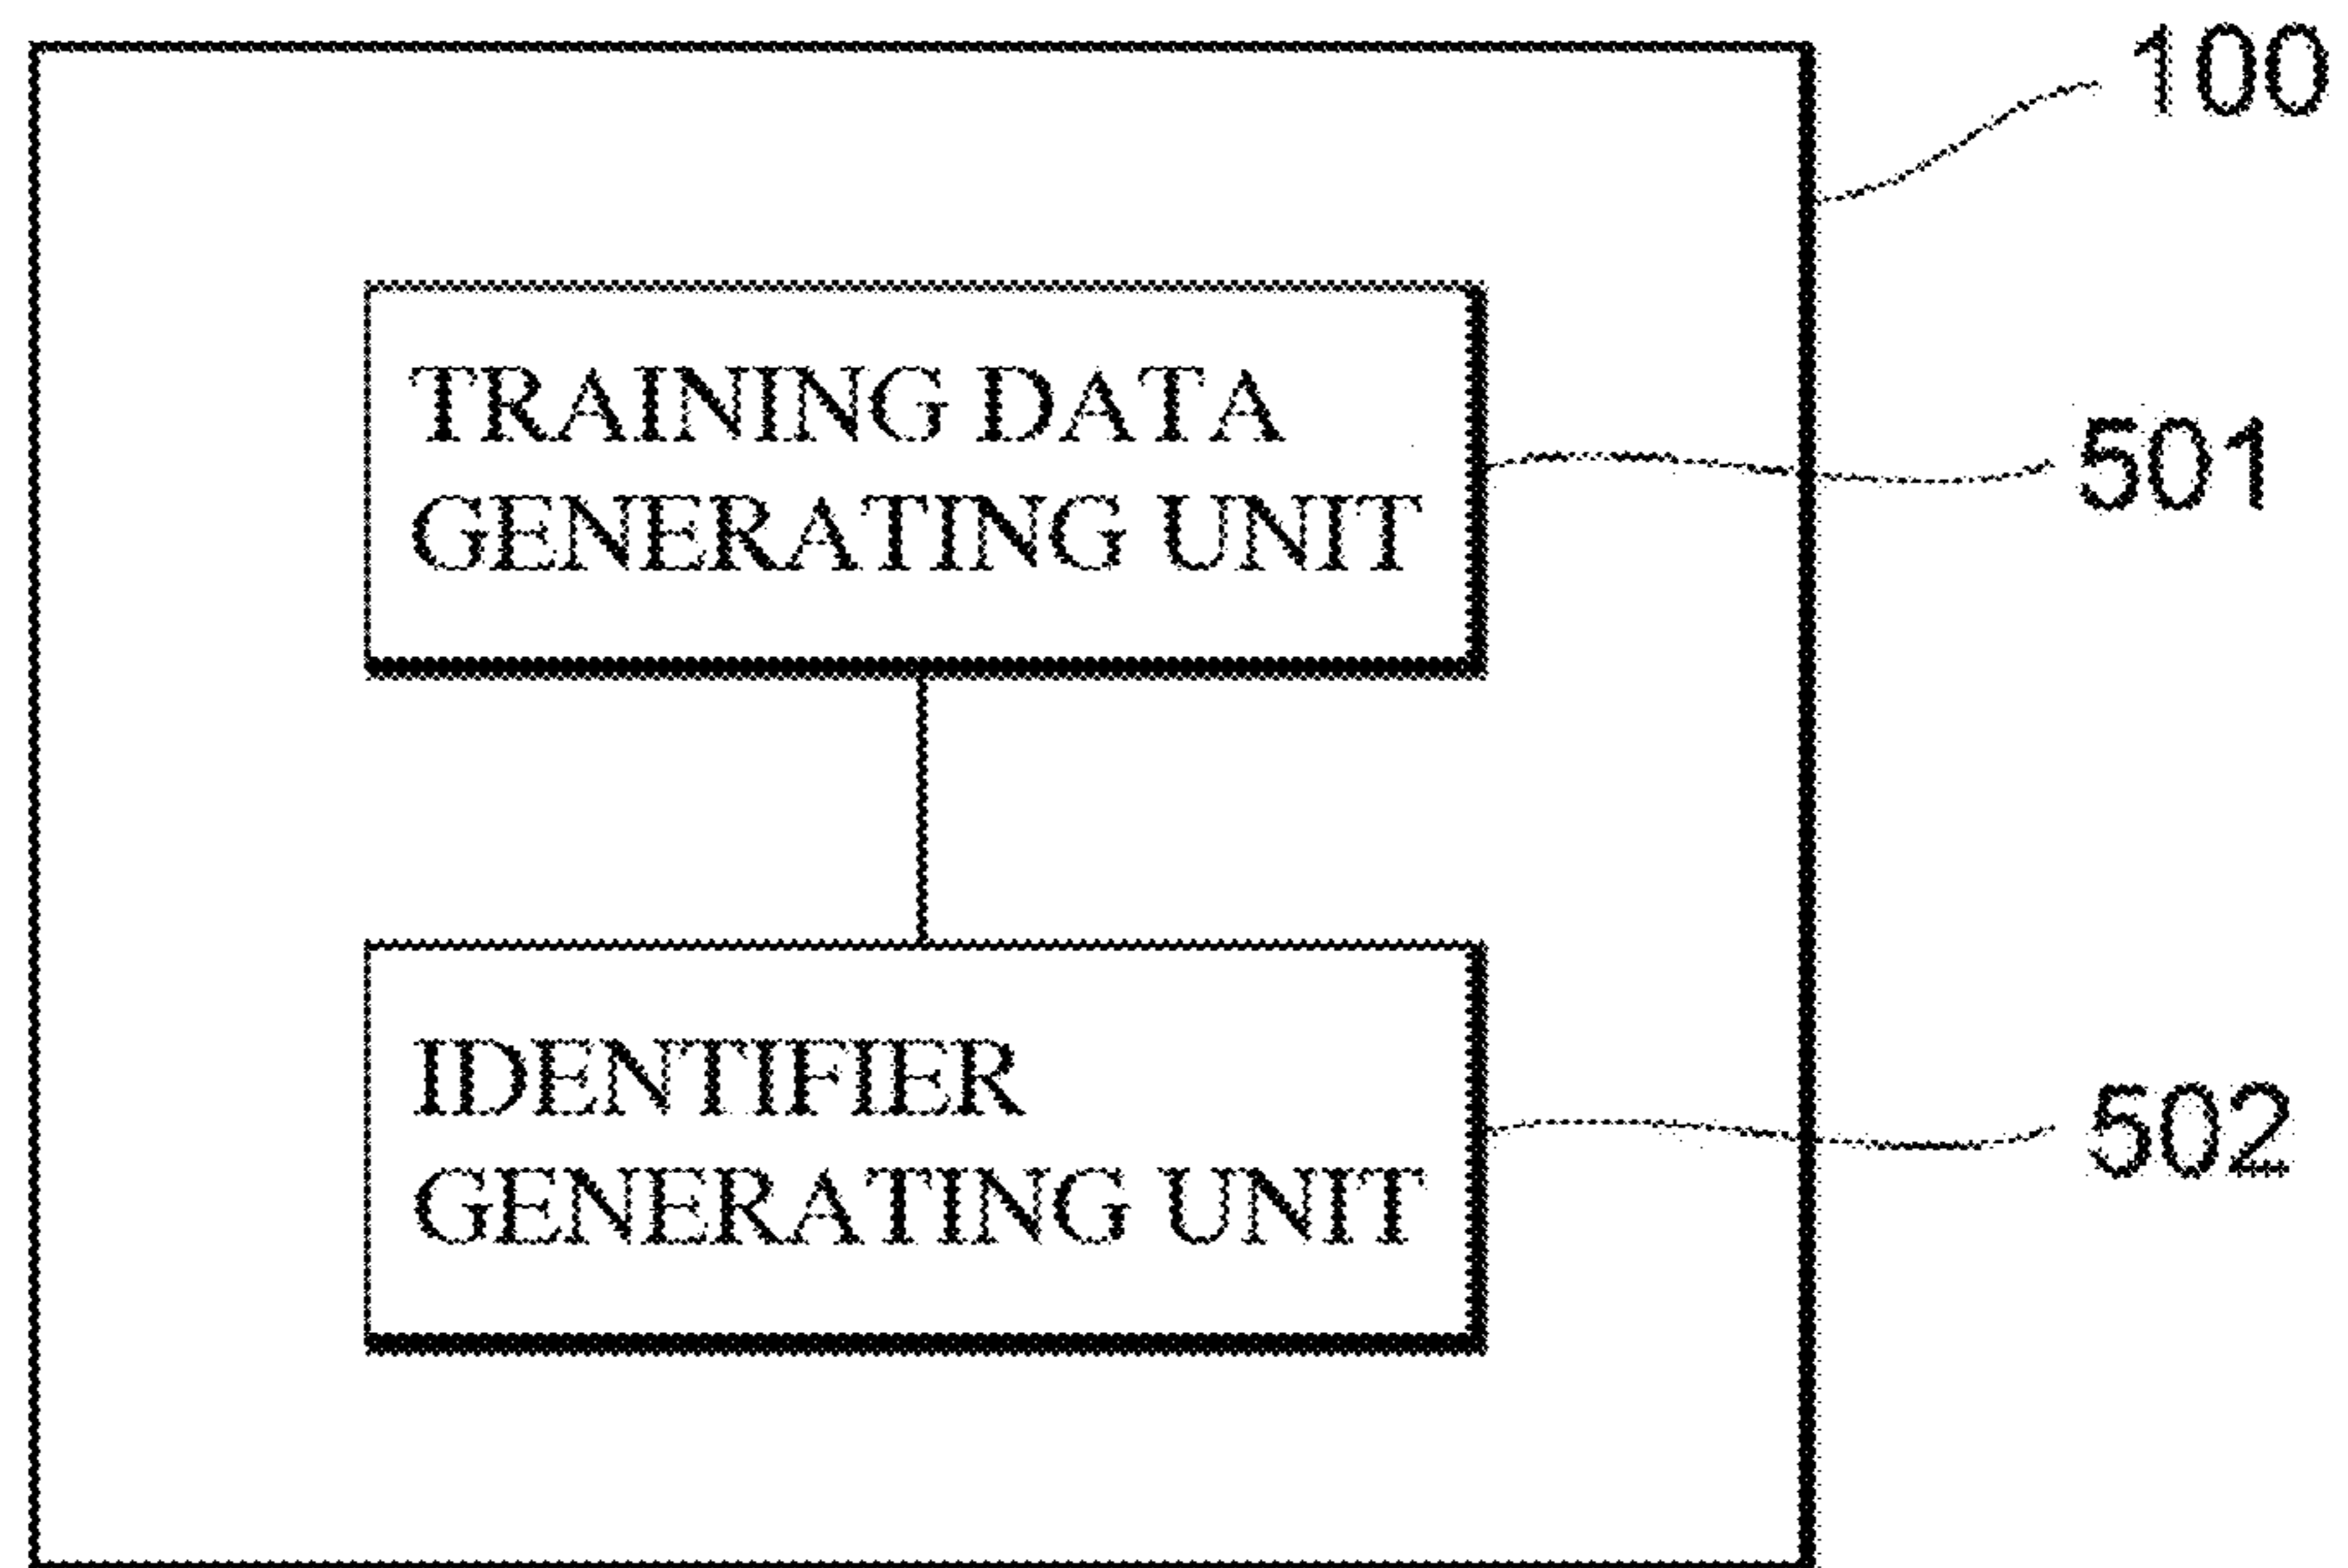 100
TRAINING DATA
GENERATING UNIT
501
IDENTIFIER
GENERATING UNIT
502